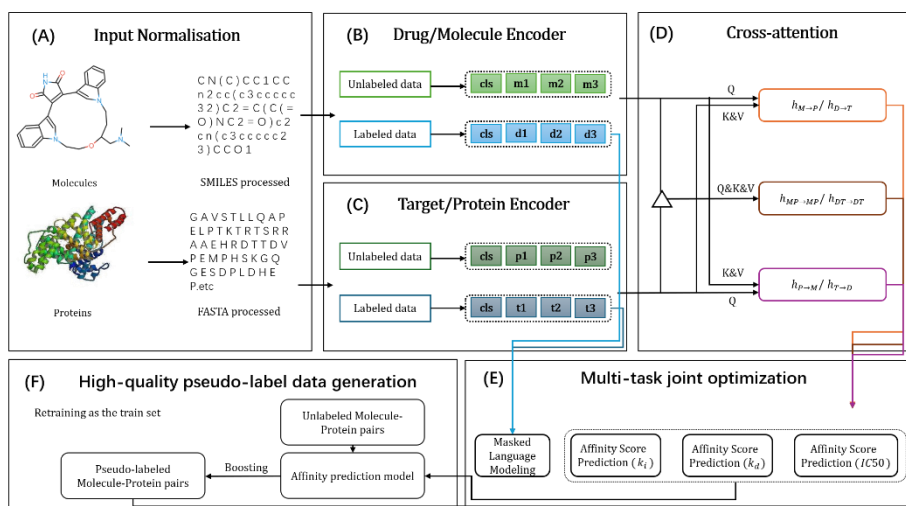 (A) Input Normalisation
Molecules
CN(C)CC1CC
n2cc(c3ccccc
32)C2=C(C(=
O)NC2=O)c2
cn(c3ccccc2
3)CCO1
SMILES processed
Proteins
GAVSTLLQAP
ELPTKTRTSRR
AAEHRDTTDV
PEMPHSKGQ
GESDPLDHE
P.etc
FASTA processed
(B) Drug/Molecule Encoder
Unlabeled data cls m1 m2 m3
Labeled data cls d1 d2 d3
(C) Target/Protein Encoder
Unlabeled data cls p1 p2 p3
Labeled data cls t1 t2 t3
(D) Cross-attention
Q
K&V
h_{M→P}/ h_{D→T}
Q&K&V
h_{MP→MP}/ h_{DT→DT}
K&V
Q
h_{P→M}/ h_{T→D}
(E) Multi-task joint optimization
Masked
Language
Modeling
Affinity Score
Prediction (k_i)
Affinity Score
Prediction (k_d)
Affinity Score
Prediction (IC50)
(F) High-quality pseudo-label data generation
Retraining as the train set
Unlabeled Molecule-
Protein pairs
Pseudo-labeled
Molecule-Protein pairs
Boosting
Affinity prediction model